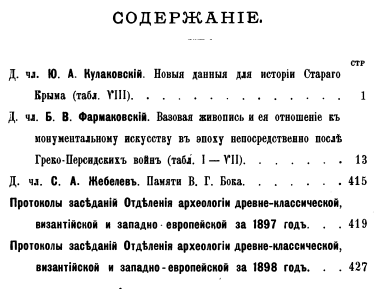 СОДЕРЖАНІЕ.
СТР
Д. чл. Ю. А. Кулаковскій. Новыя данныя для исторіи Стараго
Крыма (табл. VIII). . . . . . . . . . . . . . 1
Д. чл. Б. В. Фармаковскій. Вазовая живопись и ея отношеніе къ
монументальному искусству въ эпоху непосредственно послѣ
Греко-Персидскихъ войнъ (табл. I—VII). . . . . . . 13
Д. чл. С. А. Жебелевъ. Памяти В. Г. Бока. . . . . . . 415
Протоколы засѣданій Отдѣленія археологіи древне-классической,
византійской и западно-европейской за 1897 годъ. . . 419
Протоколы засѣданій Отдѣленія археологіи древне-классической,
византійской и западно-европейской за 1898 годъ. . . 427